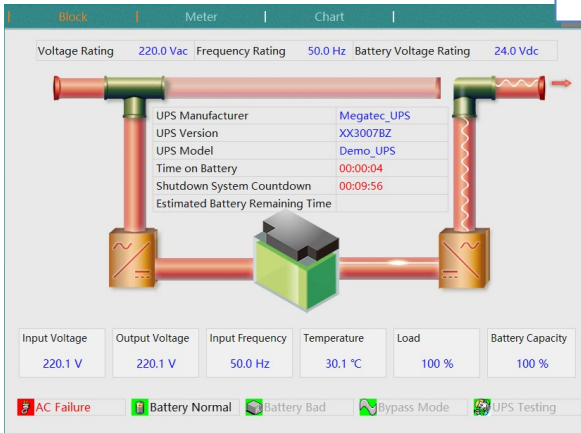 Block Meter Chart
Voltage Rating 220.0 Vac Frequency Rating 50.0 Hz Battery Voltage Rating 24.0 Vdc
UPS Manufacturer Megatec_UPS
UPS Version XX3007BZ
UPS Model Demo_UPS
Time on Battery 00:00:04
Shutdown System Countdown 00:09:56
Estimated Battery Remaining Time
Input Voltage Output Voltage Input Frequency Temperature Load Battery Capacity
220.1 V 220.1 V 50.0 Hz 30.1 ℃ 100 % 100 %
AC Failure Battery Normal Battery Bad Bypass Mode UPS Testing